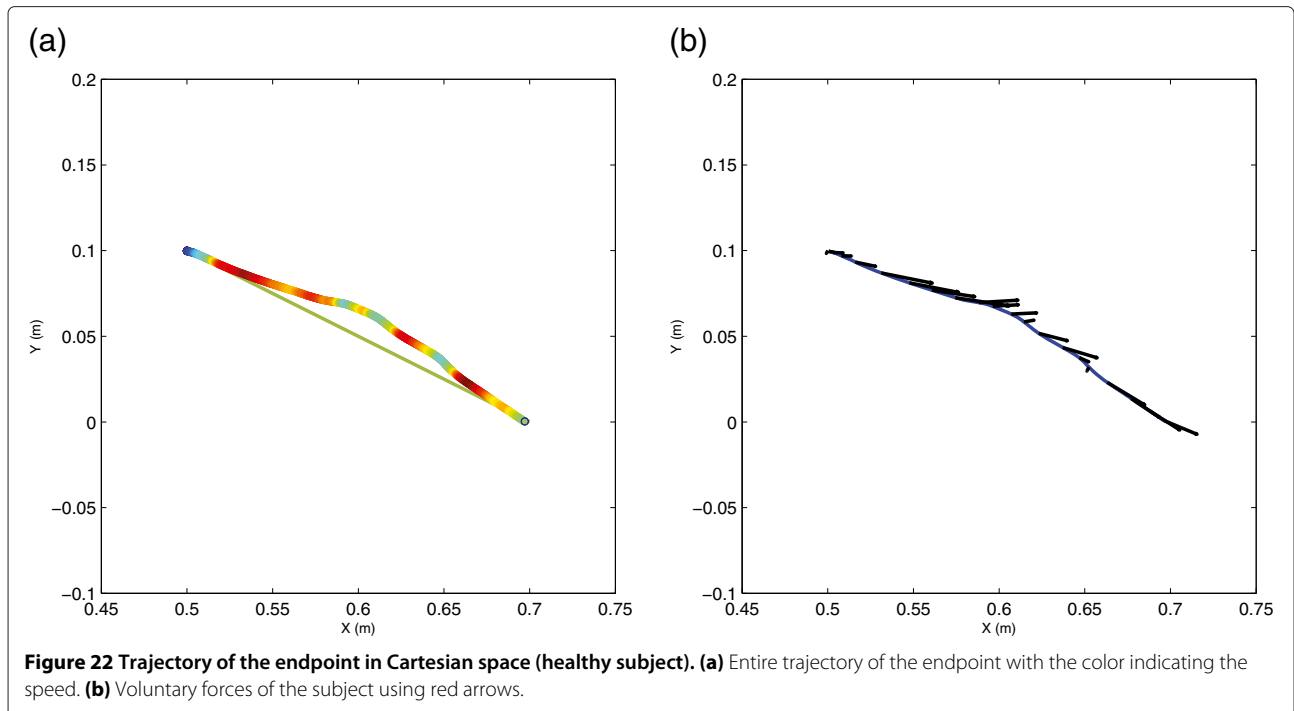 (a)
(b)
0.2
0.15
0.1
0.05
0
−0.05
−0.1
Y (m)
0.45 0.5 0.55 0.6 0.65 0.7 0.75
X (m)
0.2
0.15
0.1
0.05
0
−0.05
−0.1
Y (m)
0.45 0.5 0.55 0.6 0.65 0.7 0.75
X (m)
Figure 22 Trajectory of the endpoint in Cartesian space (healthy subject). (a) Entire trajectory of the endpoint with the color indicating the
speed. (b) Voluntary forces of the subject using red arrows.